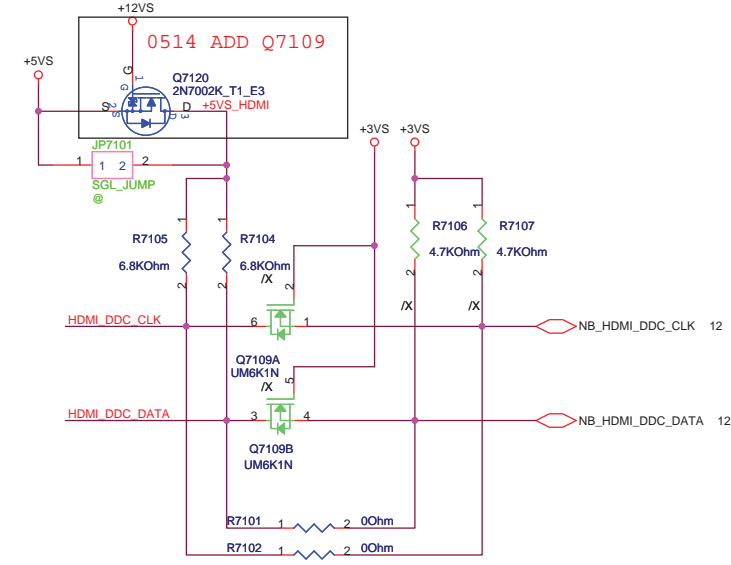 +12VS
0514 ADD Q7109
+5VS
G
1
G
Q7120
2N7002K_T1_E3
S
2
S
D
3
D
+5VS_HDMI
+3VS
+3VS
JP7101
1
1
2
2
SGL_JUMP
@
1
1
1
1
R7105
R7104
R7106
R7107
6.8KOhm
6.8KOhm
4.7KOhm
4.7KOhm
/X
2
2
2
2
2
/X
/X
HDMI_DDC_CLK
6
1
NB_HDMI_DDC_CLK 12
Q7109A
UM6K1N
/X
5
HDMI_DDC_DATA
3
4
NB_HDMI_DDC_DATA 12
Q7109B
UM6K1N
R7101 1 2 0Ohm
R7102 1 2 0Ohm